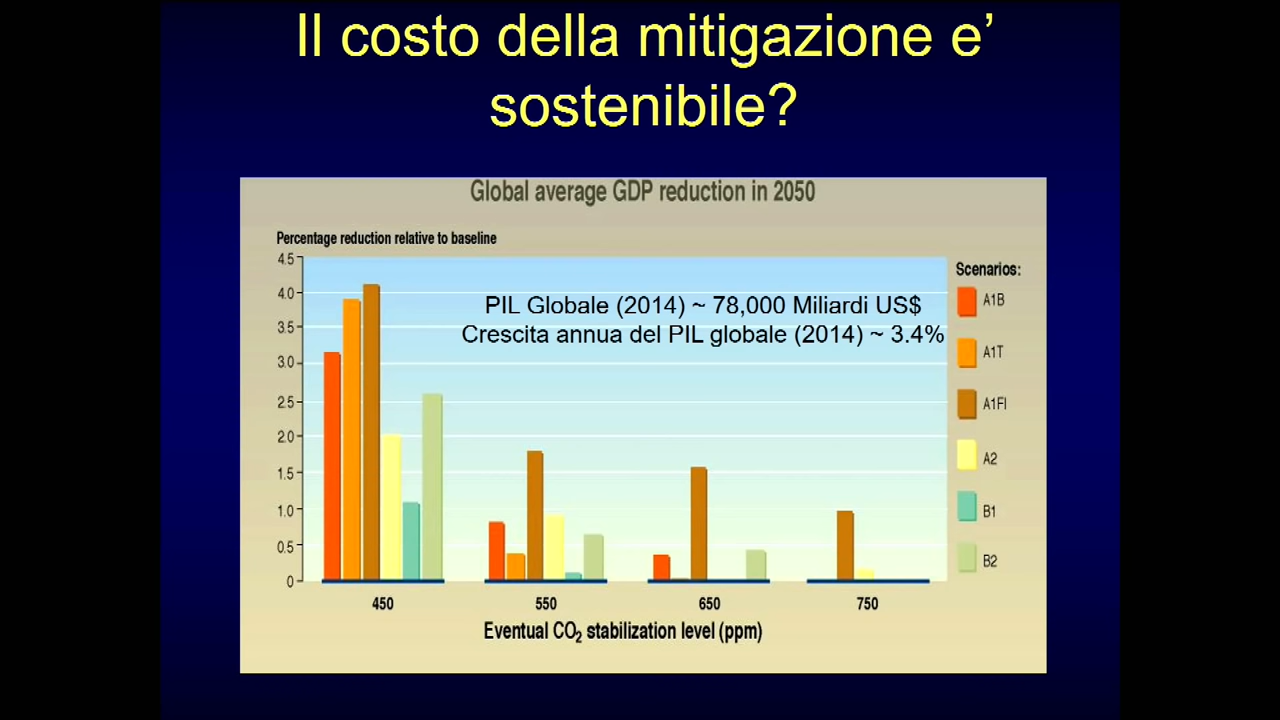 Il costo della mitigazione e’
sostenibile?
Global average GDP reduction in 2050
Percentage reduction relative to baseline
4.5
4.0
3.5
3.0
2.5
2.0
1.5
1.0
0.5
0
PIL Globale (2014) ~ 78,000 Miliardi US$
Crescita annua del PIL globale (2014) ~ 3.4%
Scenarios:
A1B
A1T
A1FI
A2
B1
B2
450 550 650 750
Eventual CO₂ stabilization level (ppm)